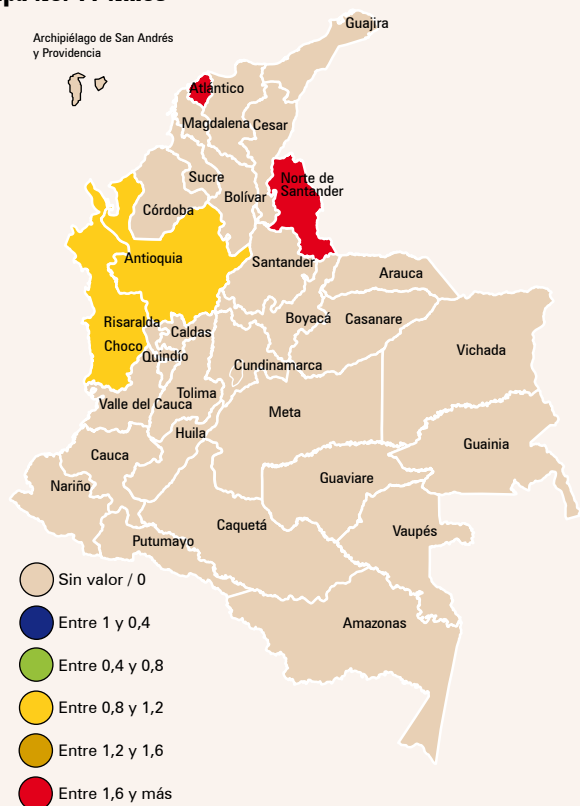 Guajira
Archipiélago de San Andrés
y Providencia
Atlántico
Magdalena
Cesar
Sucre
Bolívar
Norte de
Santander
Córdoba
Antioquia
Santander
Arauca
Risaralda
Caldas
Boyacá
Casanare
Choco
Quindío
Cundinamarca
Vichada
Tolima
Valle del Cauca
Meta
Huila
Cauca
Guainia
Nariño
Guaviare
Caquetá
Vaupés
Putumayo
Amazonas
Sin valor / 0
Entre 1 y 0,4
Entre 0,4 y 0,8
Entre 0,8 y 1,2
Entre 1,2 y 1,6
Entre 1,6 y más